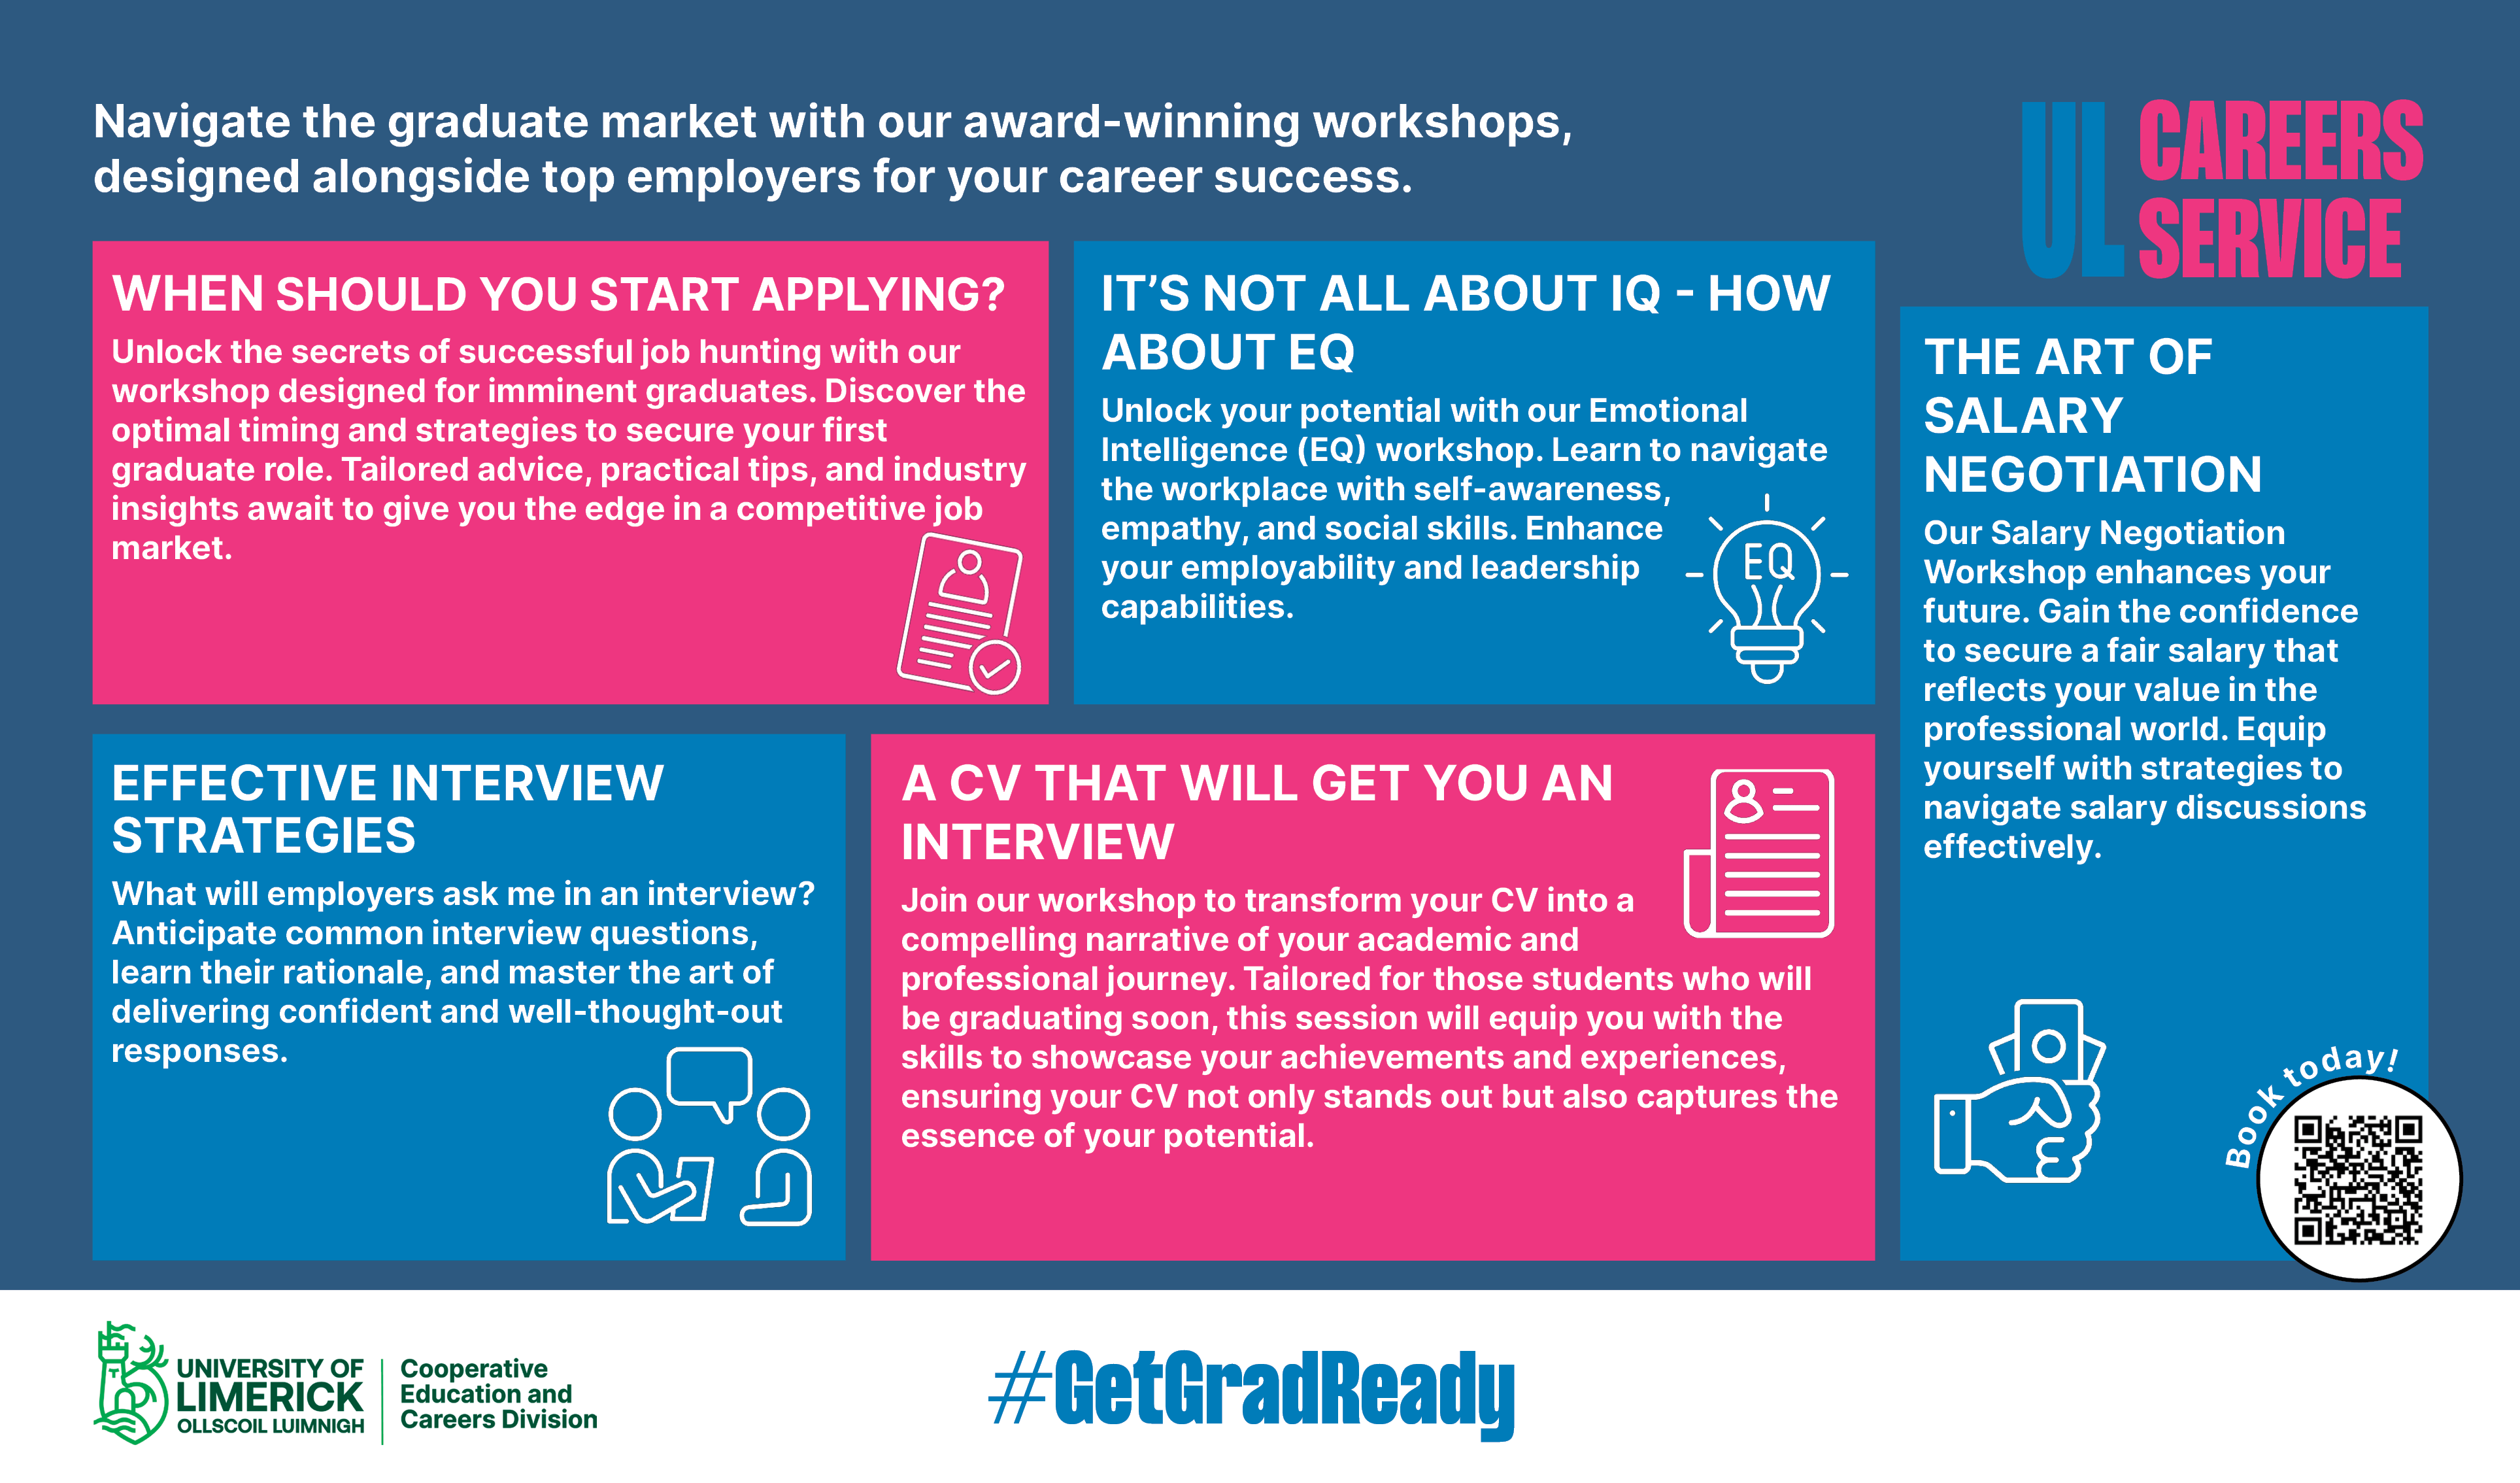 Navigate the graduate market with our award-winning workshops,
designed alongside top employers for your career success.
UL CAREERS
SERVICE
WHEN SHOULD YOU START APPLYING?
Unlock the secrets of successful job hunting with our
workshop designed for imminent graduates. Discover the
optimal timing and strategies to secure your first
graduate role. Tailored advice, practical tips, and industry
insights await to give you the edge in a competitive job
market.
IT’S NOT ALL ABOUT IQ - HOW
ABOUT EQ
Unlock your potential with our Emotional
Intelligence (EQ) workshop. Learn to navigate
the workplace with self-awareness,
empathy, and social skills. Enhance
your employability and leadership
capabilities.
EQ
THE ART OF
SALARY
NEGOTIATION
Our Salary Negotiation
Workshop enhances your
future. Gain the confidence
to secure a fair salary that
reflects your value in the
professional world. Equip
yourself with strategies to
navigate salary discussions
effectively.
EFFECTIVE INTERVIEW
STRATEGIES
What will employers ask me in an interview?
Anticipate common interview questions,
learn their rationale, and master the art of
delivering confident and well-thought-out
responses.
A CV THAT WILL GET YOU AN
INTERVIEW
Join our workshop to transform your CV into a
compelling narrative of your academic and
professional journey. Tailored for those students who will
be graduating soon, this session will equip you with the
skills to showcase your achievements and experiences,
ensuring your CV not only stands out but also captures the
essence of your potential.
Book today!
UNIVERSITY OF
LIMERICK
OLLSCOIL LUIMNIGH
Cooperative
Education and
Careers Division
#GetGradReady